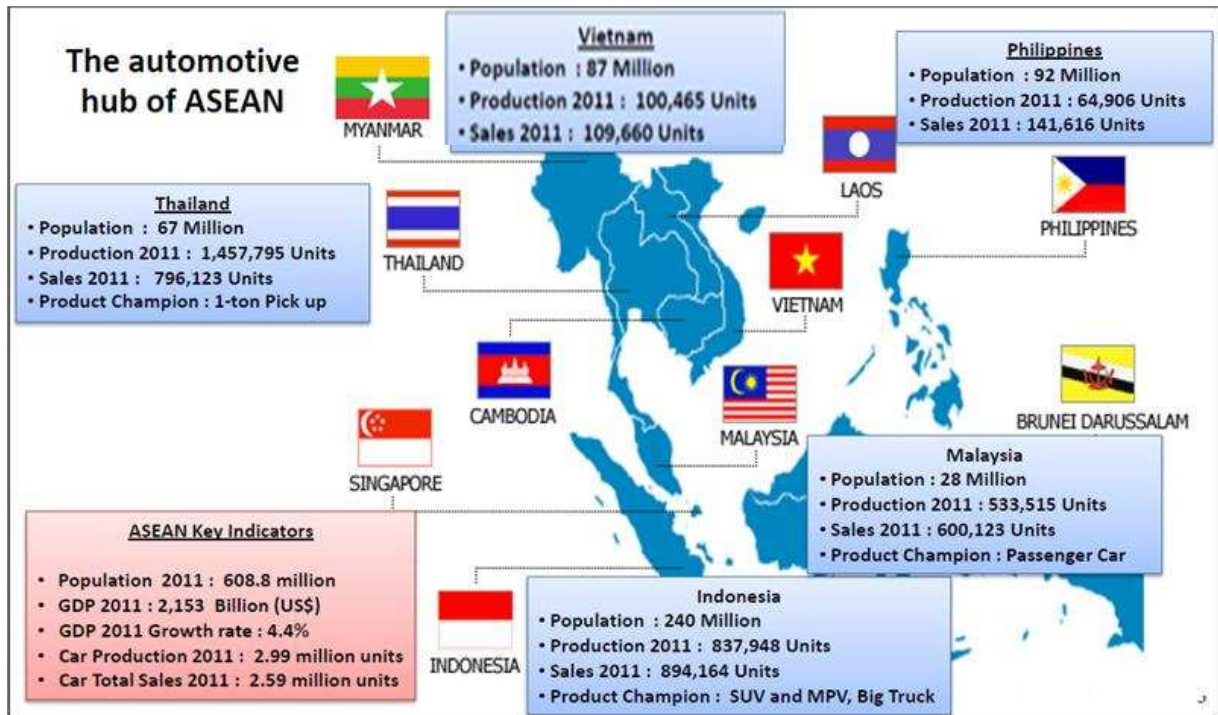 The automotive
hub of ASEAN
MYANMAR
Vietnam
• Population : 87 Million
• Production 2011 : 100,465 Units
• Sales 2011 : 109,660 Units
Philippines
• Population : 92 Million
• Production 2011 : 64,906 Units
• Sales 2011 : 141,616 Units
LAOS
PHILIPPINES
Thailand
• Population : 67 Million
• Production 2011 : 1,457,795 Units
• Sales 2011 : 796,123 Units
• Product Champion : 1-ton Pick up
THAILAND
VIETNAM
CAMBODIA
MALAYSIA
BRUNEI DARUSSALAM
SINGAPORE
Malaysia
• Population : 28 Million
• Production 2011 : 533,515 Units
• Sales 2011 : 600,123 Units
• Product Champion : Passenger Car
ASEAN Key Indicators
• Population 2011 : 608.8 million
• GDP 2011 : 2,153 Billion (US$)
• GDP 2011 Growth rate : 4.4%
• Car Production 2011 : 2.99 million units
• Car Total Sales 2011 : 2.59 million units
INDONESIA
Indonesia
• Population : 240 Million
• Production 2011 : 837,948 Units
• Sales 2011 : 894,164 Units
• Product Champion : SUV and MPV, Big Truck